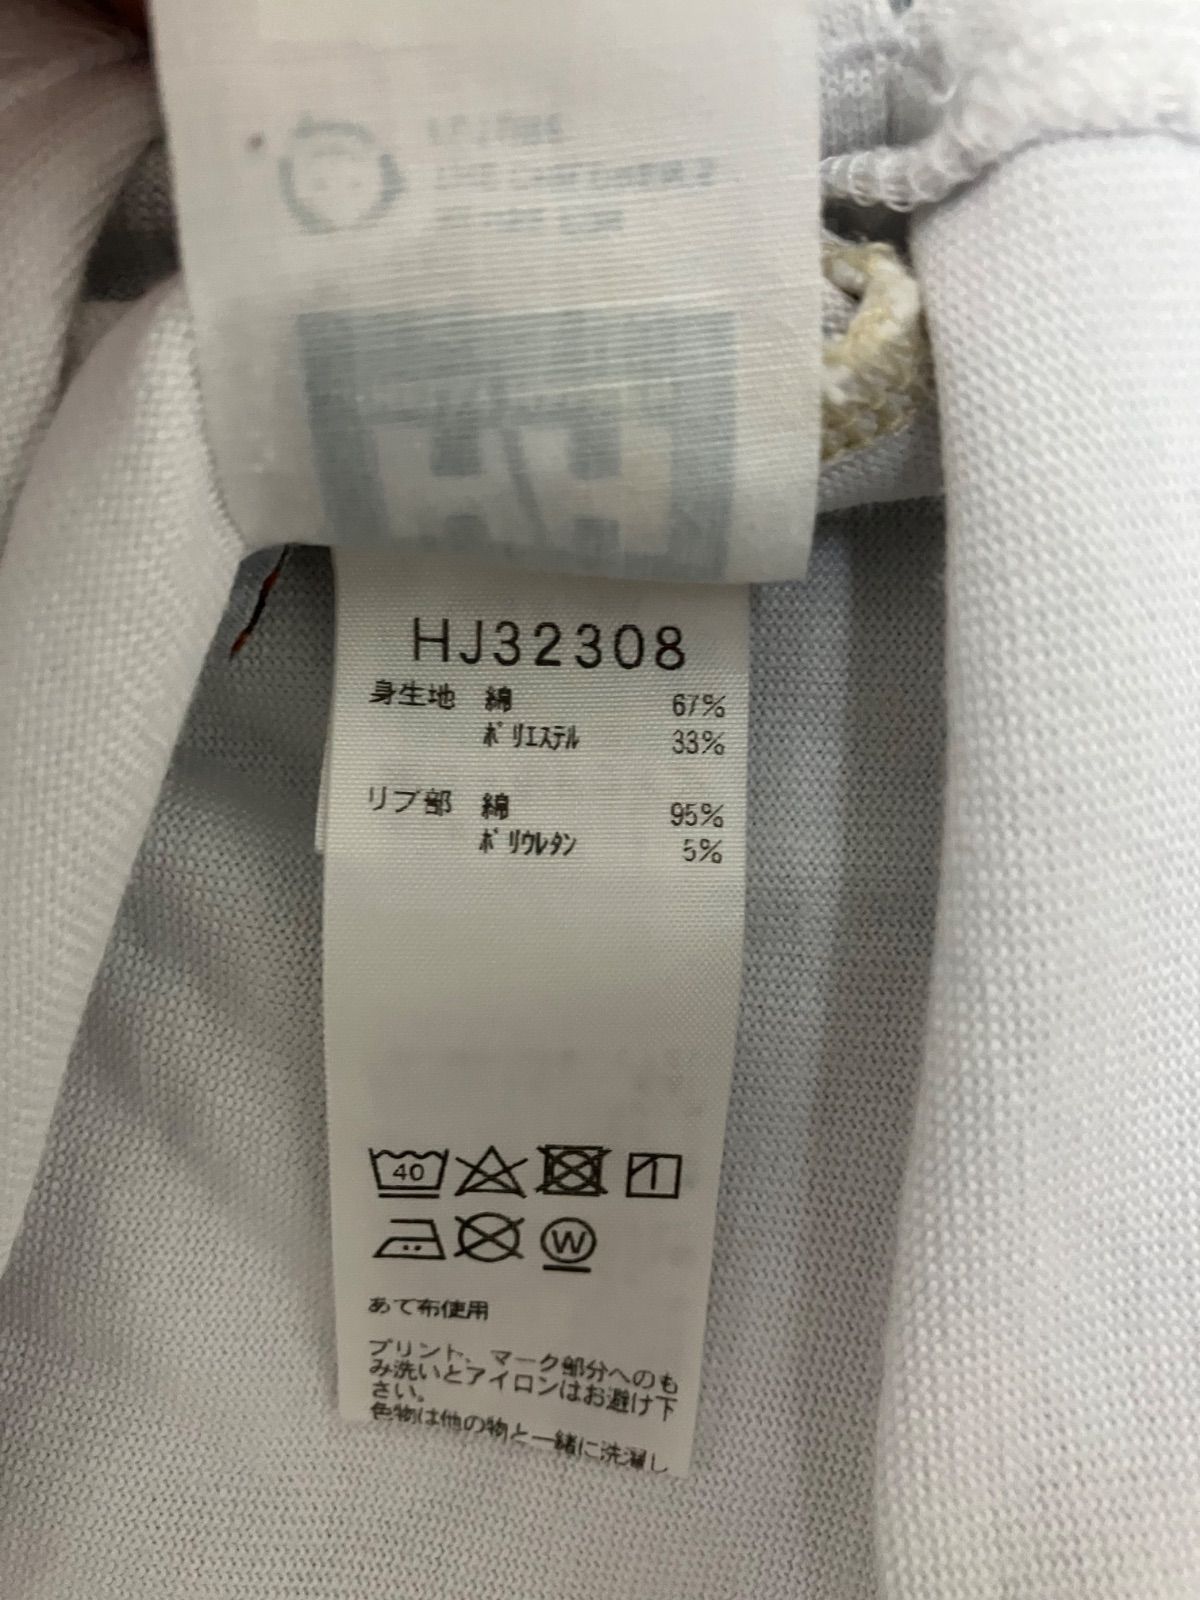 HJ32308
身生地 綿 67%
ポリエステル 33%
リブ部 綿 95%
ポリウレタン 5%
40
W
あて布使用
プリント、マーク部分へのも
み洗いとアイロンはお避け下
さい。
色物は他の物と一緒に洗濯し